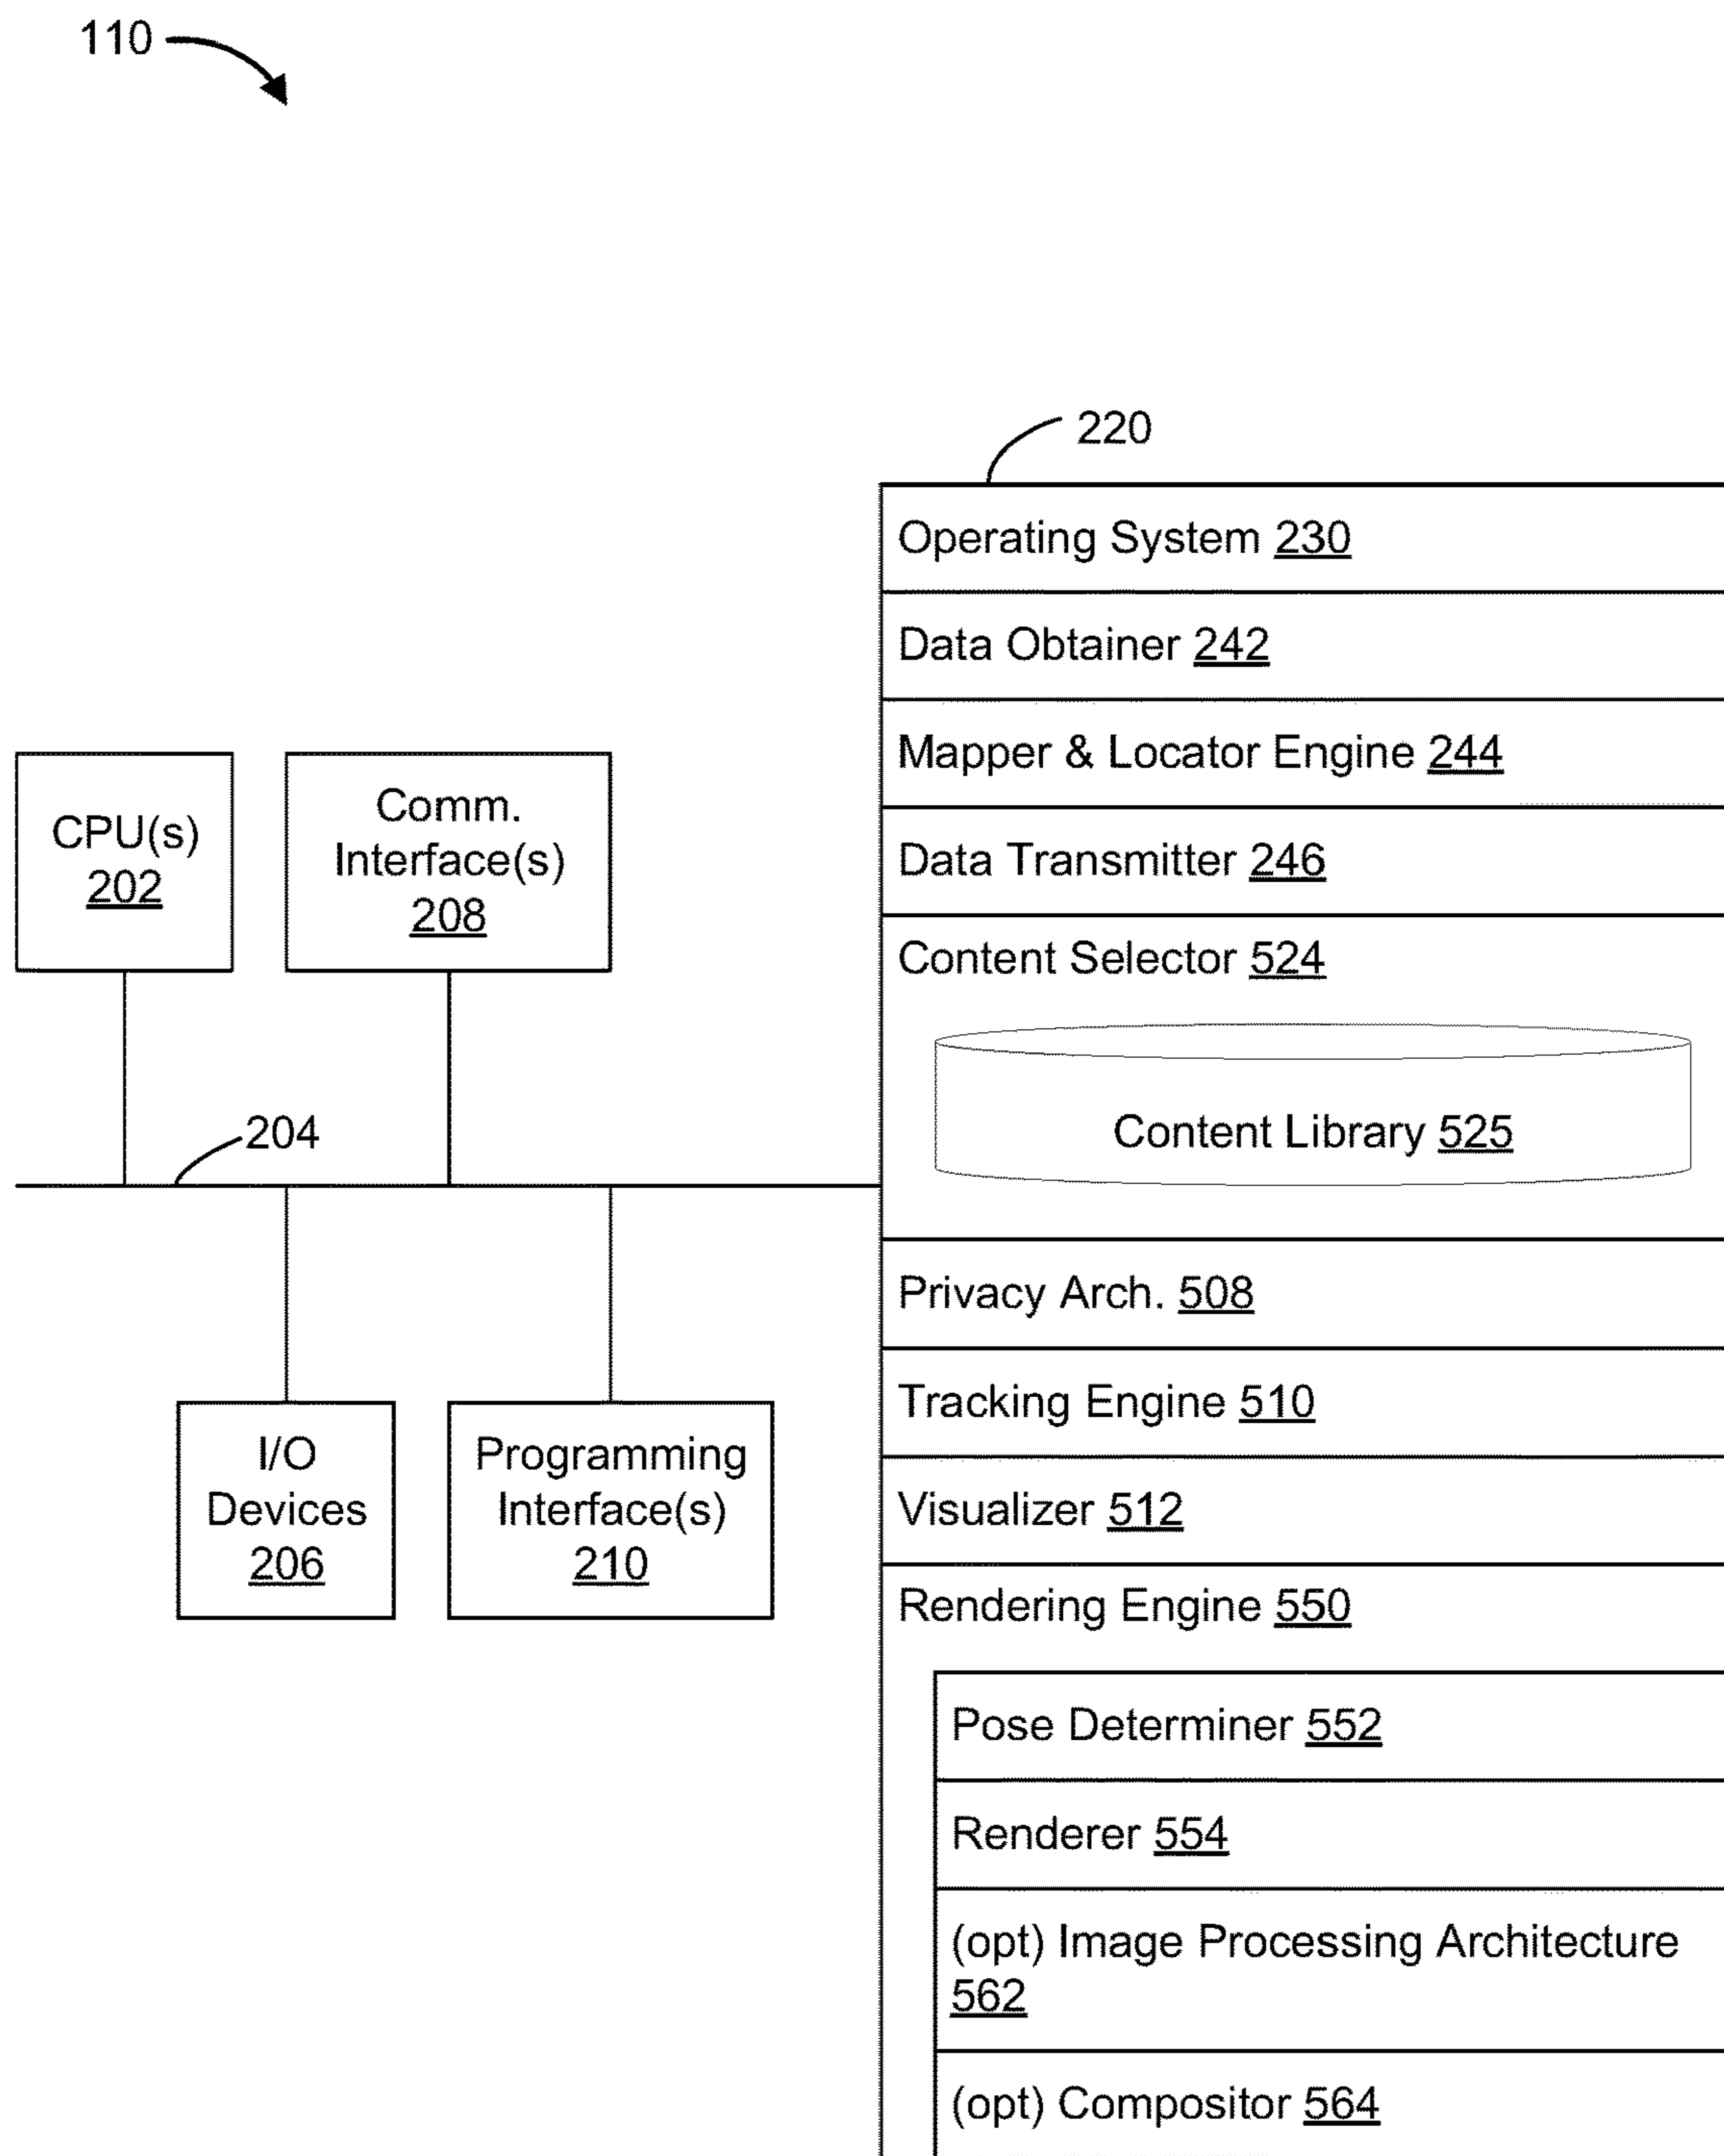 110
220
Operating System 230
Data Obtainer 242
Mapper & Locator Engine 244
Data Transmitter 246
Content Selector 524
Content Library 525
Privacy Arch. 508
Tracking Engine 510
Visualizer 512
Rendering Engine 550
Pose Determiner 552
Renderer 554
(opt) Image Processing Architecture
562
(opt) Compositor 564
CPU(s)
202
Comm.
Interface(s)
208
204
I/O
Devices
206
Programming
Interface(s)
210